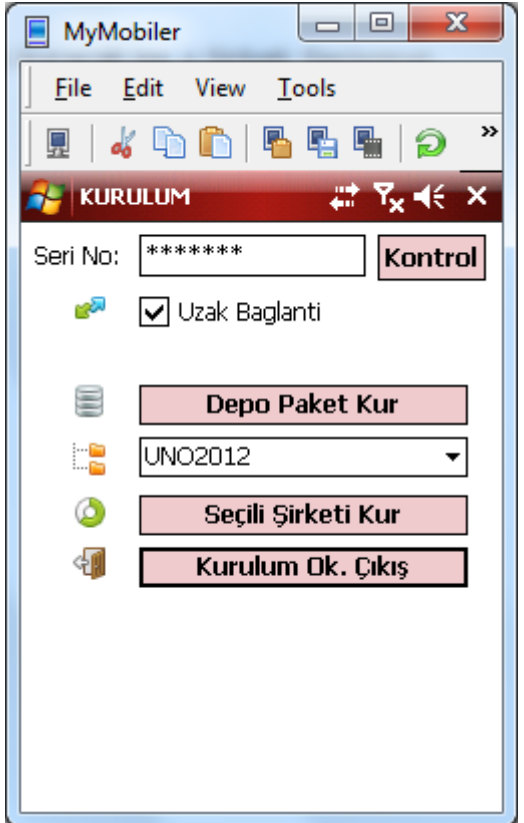 MyMobiler
File Edit View Tools
»
KURULUM
Seri No: ******* Kontrol
Uzak Baglanti
Depo Paket Kur
UNO2012
Seçili Şirketi Kur
Kurulum Ok. Çıkış